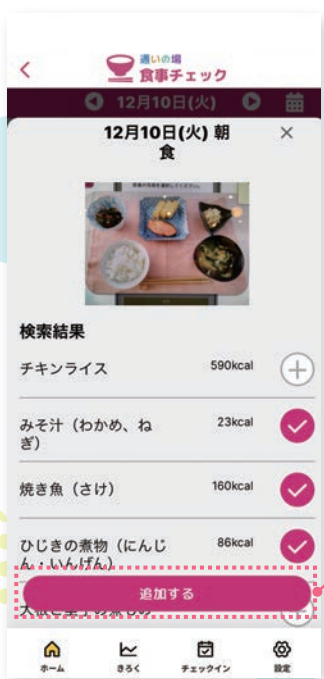 通いの場
食事チェック
12月10日(火)
12月10日(火) 朝
食
検索結果
チキンライス 590kcal
みそ汁（わかめ、ね 23kcal
ぎ）
焼き魚（さけ） 160kcal
ひじきの煮物（にんじ 86kcal
ん・いんげん）
追加する
ホーム きろく チェックイン 設定